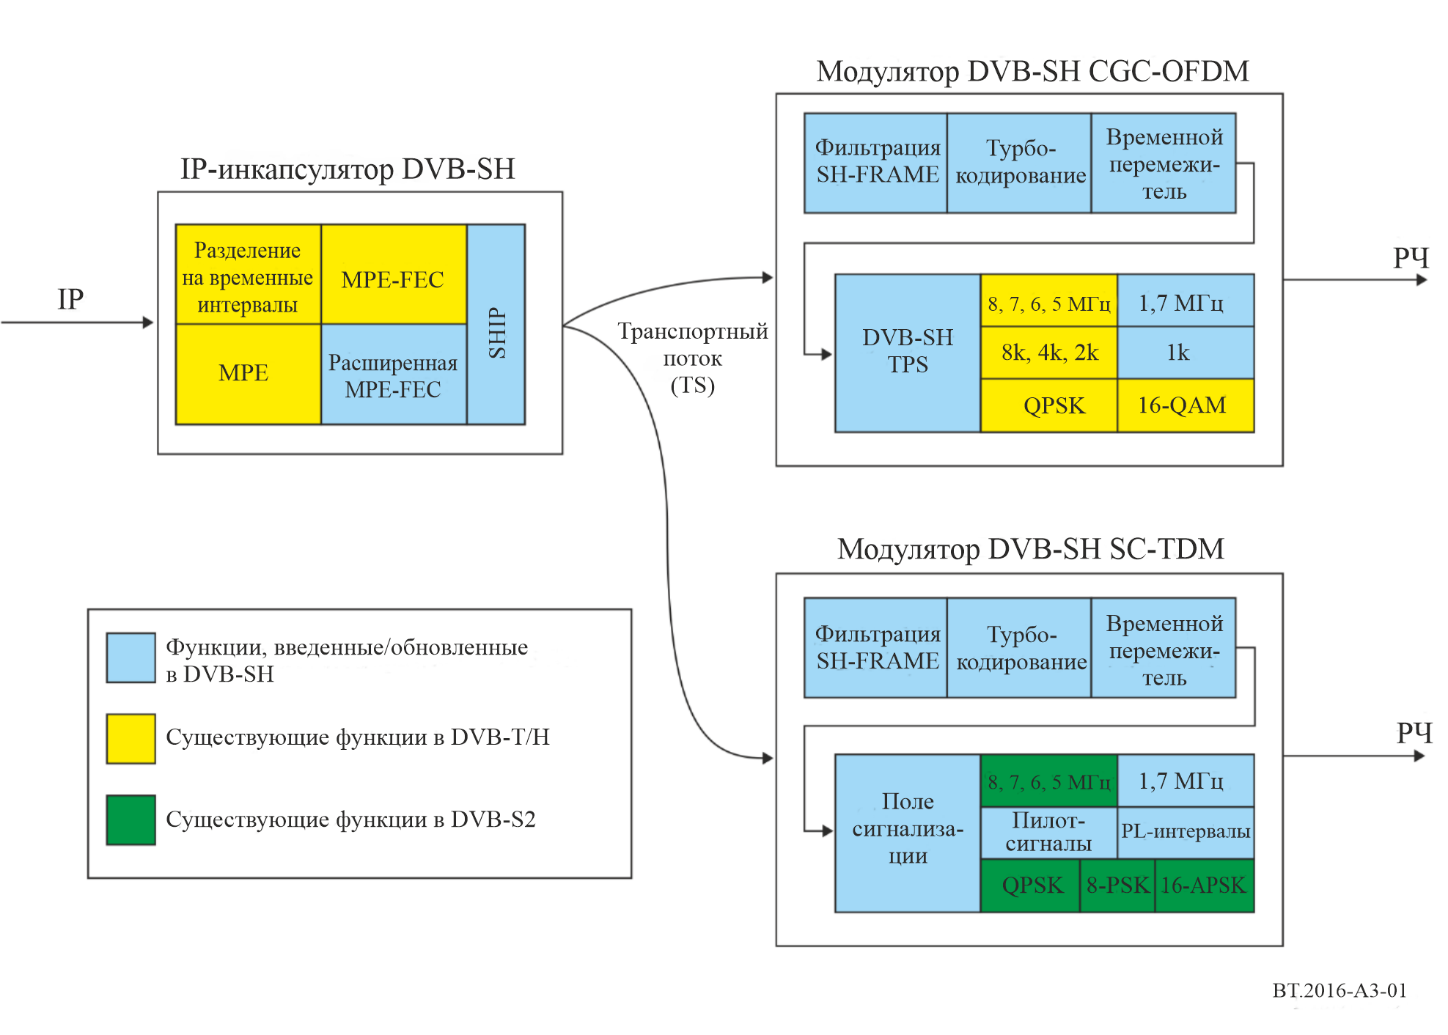 Модулятор DVB-SH CGC-OFDM
Фильтрация
SH-FRAME
Турбо-
кодирование
Временной
перемежи-
тель
IP-инкапсулятор DVB-SH
Разделение
на временные
интервалы
MPE-FEC
SHIP
MPE
Расширенная
MPE-FEC
IP
Транспортный
поток
(TS)
DVB-SH
TPS
8, 7, 6, 5 МГц
1,7 МГц
8k, 4k, 2k
1k
QPSK
16-QAM
РЧ
Модулятор DVB-SH SC-TDM
Фильтрация
SH-FRAME
Турбо-
кодирование
Временной
перемежи-
тель
Поле
сигнализа-
ции
8, 7, 6, 5 МГц
1,7 МГц
Пилот-
сигналы
PL-интервалы
QPSK
8-PSK
16-APSK
РЧ
Функции, введенные/обновленные
в DVB-SH
Существующие функции в DVB-T/H
Существующие функции в DVB-S2
BT.2016-A3-01